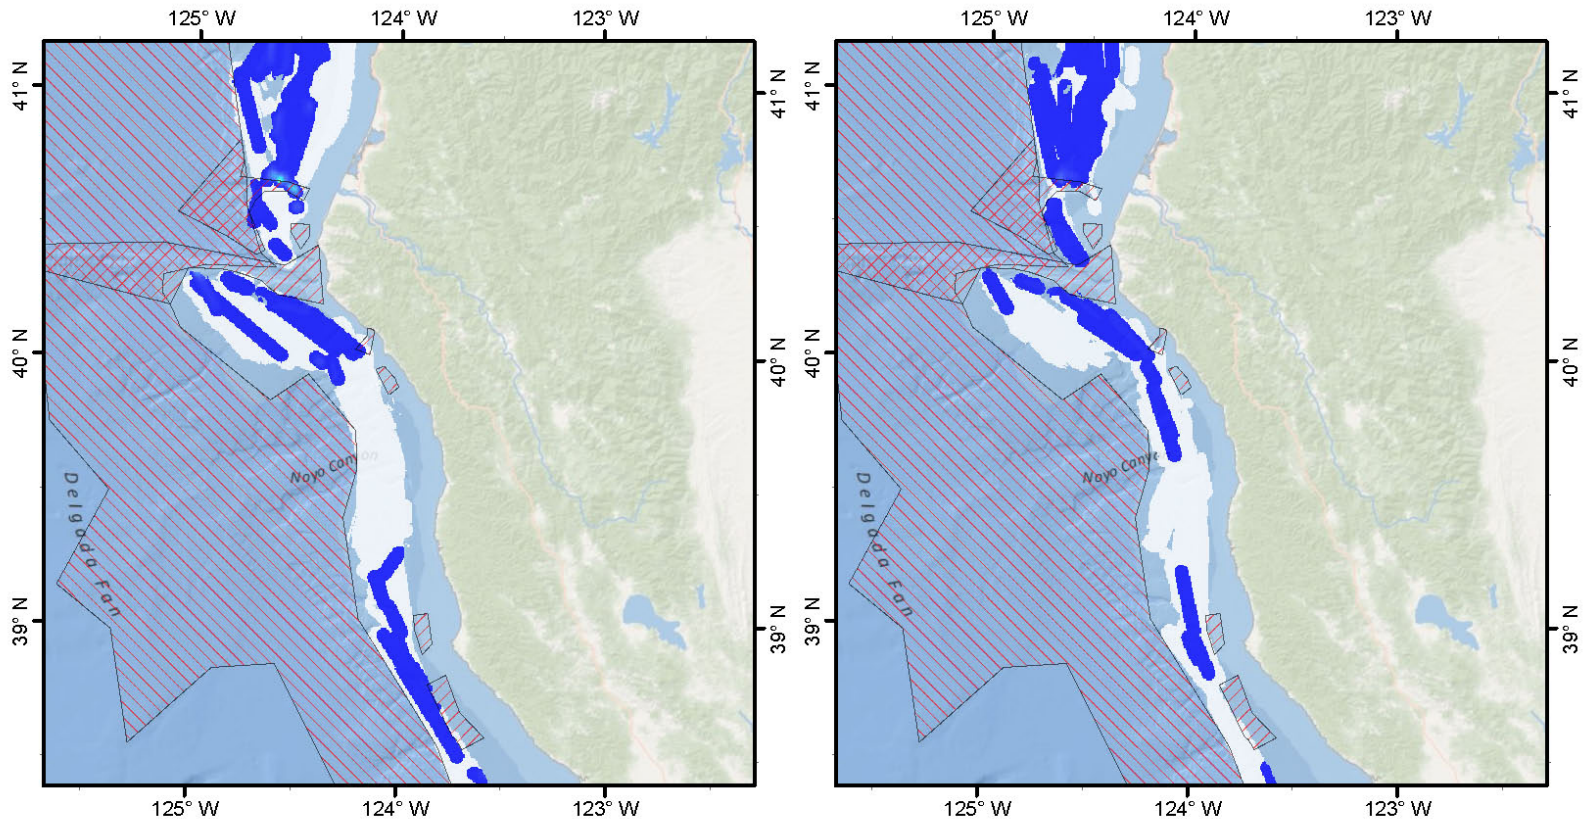 125° W 124° W 123° W 125° W 124° W 123° W
41° N 41° N 41° N 41° N
40° N 40° N 40° N 40° N
Noyo Canyon Noyo Canyo
Delgada Fan Delgada Fan
39° N 39° N 39° N 39° N
125° W 124° W 123° W 125° W 124° W 123° W